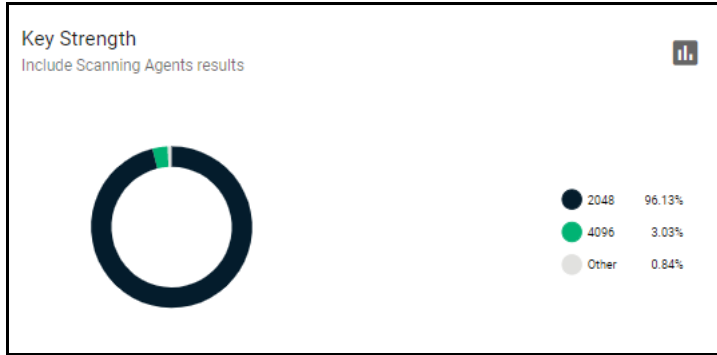 Key Strength
Include Scanning Agents results
2048 96.13%
4096 3.03%
Other 0.84%